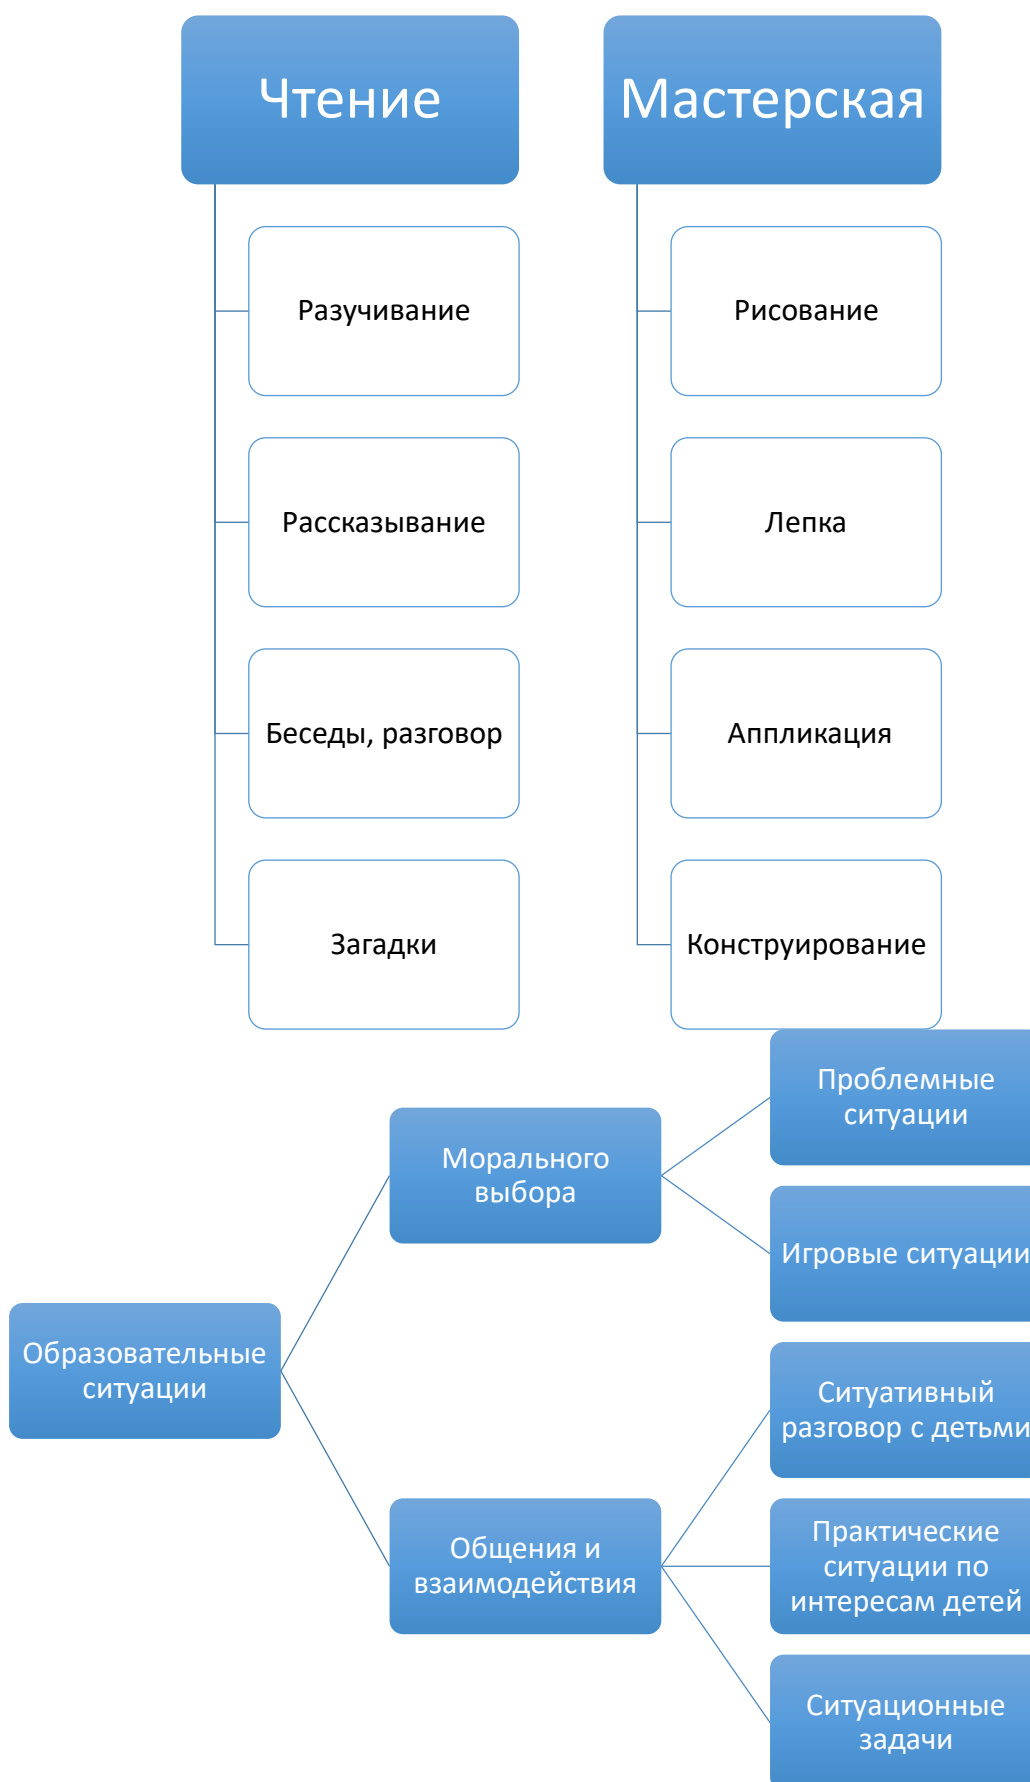 Чтение
Разучивание
Рассказывание
Беседы, разговор
Загадки
Мастерская
Рисование
Лепка
Аппликация
Конструирование
Образовательные
ситуации
Морального
выбора
Проблемные
ситуации
Игровые ситуации
Общения и
взаимодействия
Ситуативный
разговор с детьми
Практические
ситуации по
интересам детей
Ситуационные
задачи